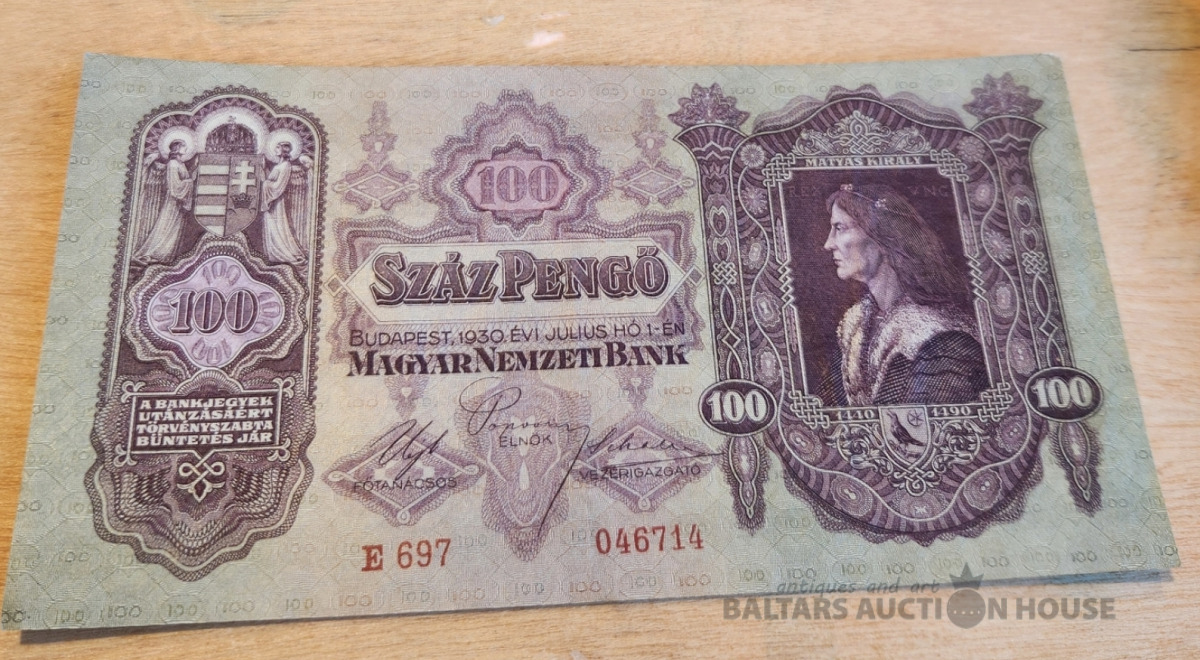 100
A BANKJEGYEK
UTÁNZÁSÁÉRT
TÖRVÉNYSZABTA
BÜNTETÉS JÁR
100
SZÁZ PENGŐ
BUDAPEST, 1930. ÉVI JULIUS HÓ 1-ÉN
MAGYAR NEMZETI BANK
ELNÖK
FŐTANÁCSOS
VEZÉRIGAZGATÓ
E 697
046714
MÁTYÁS KIRÁLY
1440 1490
100
100
antiques and art
BALTARS AUCTION HOUSE